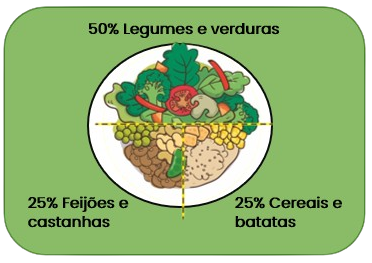 50% Legumes e verduras
25% Feijões e
castanhas
25% Cereais e
batatas